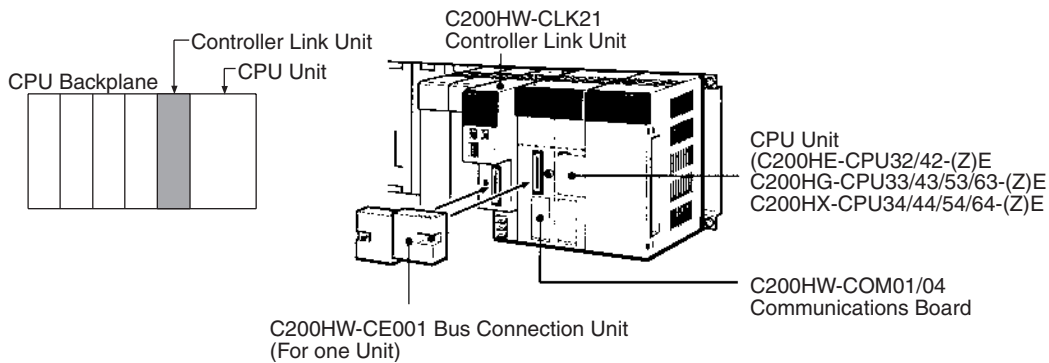 C200HW-CLK21
Controller Link Unit
Controller Link Unit
CPU Backplane
CPU Unit
CPU Unit
(C200HE-CPU32/42-(Z)E
C200HG-CPU33/43/53/63-(Z)E
C200HX-CPU34/44/54/64-(Z)E
C200HW-COM01/04
Communications Board
C200HW-CE001 Bus Connection Unit
(For one Unit)